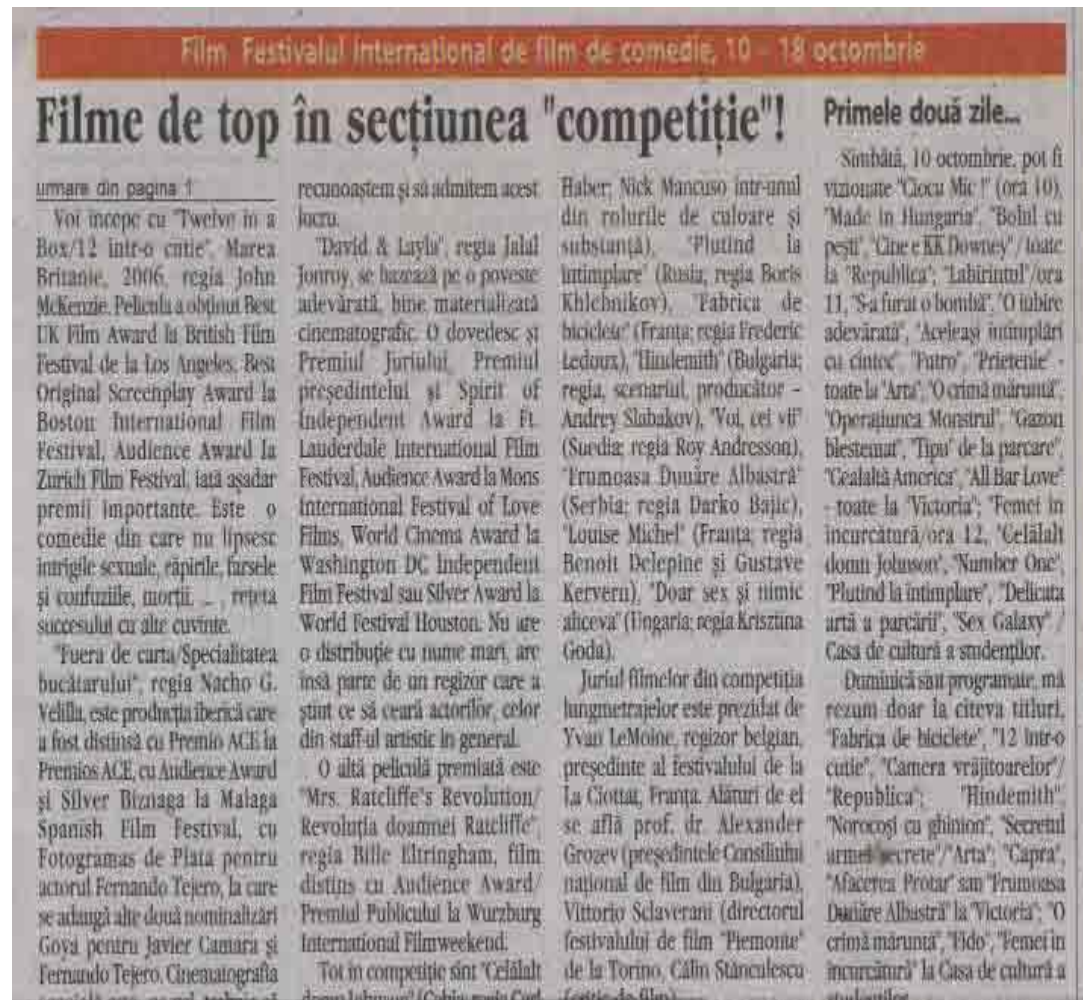 Film Festivalul internațional de film de comedie, 10 - 18 octombrie
Filme de top în secțiunea "competiție"!
urmare din pagina 1
Voi începe cu "Twelve in a
Box/12 într-o cutie", Marea
Britanie, 2006, regia John
McKenzie. Pelicula a obținut Best
UK Film Award la British Film
Festival de la Los Angeles, Best
Original Screenplay Award la
Boston International Film
Festival, Audience Award la
Zurich Film Festival, iată așadar
premii importante. Este o
comedie din care nu lipsesc
intrigile sexuale, răpirile, farsele
și confuziile, morții, ... , rețeta
succesului cu alte cuvinte.
"Fuera de carta/Specialitatea
bucătarului", regia Nacho G.
Velilla, este producția iberică care
a fost distinsă cu Premio ACE la
Premios ACE, cu Audience Award
și Silver Biznaga la Malaga
Spanish Film Festival, cu
Fotogramas de Plata pentru
actorul Fernando Tejero, la care
se adaugă alte două nominalizări
Goya pentru Javier Camara și
Fernando Tejero. Cinematografia
recunoaștem și să admitem acest
lucru.
"David & Layla", regia Jalal
Jonroy, se bazează pe o poveste
adevărată, bine materializată
cinematografic. O dovedesc și
Premiul Juriului, Premiul
președintelui și Spirit of
Independent Award la Ft.
Lauderdale International Film
Festival, Audience Award la Mons
International Festival of Love
Films, World Cinema Award la
Washington DC Independent
Film Festival sau Silver Award la
World Festival Houston. Nu are
o distribuție cu nume mari, are
însă parte de un regizor care a
știut ce să ceară actorilor, celor
din staff-ul artistic în general.
O altă peliculă premiată este
"Mrs. Ratcliffe's Revolution/
Revoluția doamnei Ratcliffe",
regia Bille Eltringham, film
distins cu Audience Award/
Premiul Publicului la Wurzburg
International Filmweekend.
Tot în competiție sînt "Celălalt
Haber; Nick Mancuso într-unul
din rolurile de culoare și
substanță), "Plutind la
întîmplare" (Rusia, regia Boris
Khlebnikov), "Fabrica de
biciclete" (Franța; regia Frederic
Ledoux), "Hindemith" (Bulgaria;
regia, scenariul, producător –
Andrey Slabakov), "Voi, cei vii"
(Suedia; regia Roy Andresson),
"Frumoasa Dunăre Albastră"
(Serbia; regia Darko Bajic),
"Louise Michel" (Franța; regia
Benoit Delepine și Gustave
Kervern), "Doar sex și nimic
altceva" (Ungaria; regia Krisztina
Goda).
Juriul filmelor din competiția
lungmetrajelor este prezidat de
Yvan LeMoine, regizor belgian,
președinte al festivalului de la
La Ciottat, Franța. Alături de el
se află prof. dr. Alexander
Grozev (președintele Consiliului
național de film din Bulgaria),
Vittorio Sclaverani (directorul
festivalului de film "Piemonte"
de la Torino, Călin Stănculescu
(critic de film)
Primele două zile...
Sîmbătă, 10 octombrie, pot fi
vizionate "Ciocu Mic !" (ora 10),
"Made in Hungaria", "Bolul cu
pești", "Cine e KK Downey" / toate
la "Republica"; "Labirintul"/ora
11, "S-a furat o bombă", "O iubire
adevărată", "Aceleași întîmplări
cu cîntec", "Futro", "Prietenie" -
toate la "Arta"; "O crimă măruntă",
"Operațiunea Monstrul", "Gazon
blestemat", "Tipu' de la parcare",
"Cealaltă America", "All Bar Love"
- toate la "Victoria"; "Femei în
încurcătură/ora 12, "Celălalt
domn Johnson", "Number One",
"Plutind la întîmplare", "Delicata
artă a parcării", "Sex Galaxy" /
Casa de cultură a studenților.
Duminică sînt programate, mă
rezum doar la cîteva titluri,
"Fabrica de biciclete", "12 într-o
cutie", "Camera vrăjitoarelor"/
"Republica"; "Hindemith",
"Norocoși cu ghinion", "Secretul
armei secrete"/"Arta"; "Capra",
"Afacerea Protar" sau "Frumoasa
Dunăre Albastră" la "Victoria"; "O
crimă măruntă", "Fido", "Femei în
încurcătură" la Casa de cultură a
studenților.